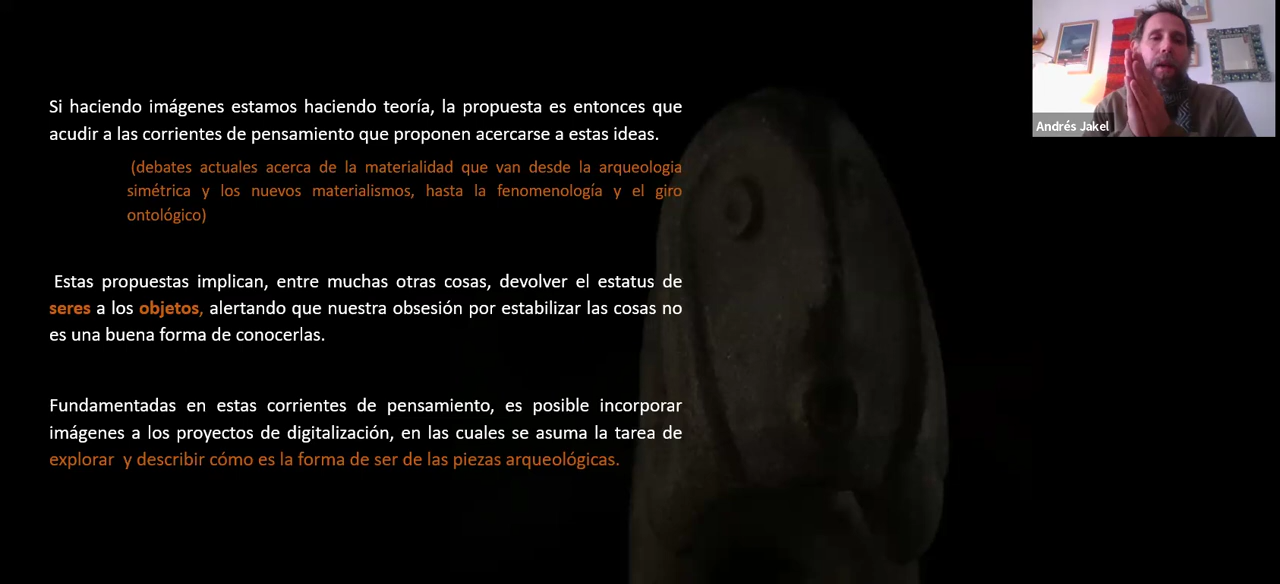 Si haciendo imágenes estamos haciendo teoría, la propuesta es entonces que
acudir a las corrientes de pensamiento que proponen acercarse a estas ideas.
(debates actuales acerca de la materialidad que van desde la arqueologia
simétrica y los nuevos materialismos, hasta la fenomenología y el giro
ontológico)
Estas propuestas implican, entre muchas otras cosas, devolver el estatus de
seres a los objetos, alertando que nuestra obsesión por estabilizar las cosas no
es una buena forma de conocerlas.
Fundamentadas en estas corrientes de pensamiento, es posible incorporar
imágenes a los proyectos de digitalización, en las cuales se asuma la tarea de
explorar y describir cómo es la forma de ser de las piezas arqueológicas.
Andrés Jakel